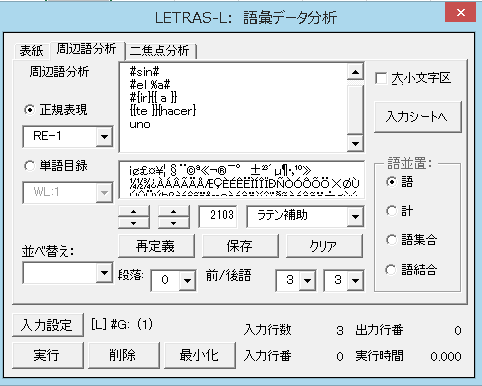 LETRAS-L: 語彙データ分析
表紙 周辺語分析 二焦点分析
周辺語分析
正規表現
RE-1
単語目録
WL:1
並べ替え:
#sin#
#el %a#
#{ir}{{ a }}
{{te }}{hacer}
uno
¡¢£¤¥¦§¨©ª«¬®¯° ±²³´µ¶·¸¹º»
¼½¾¿ÀÁÂÃÄÅÆÇÈÉÊËÌÍÎÏÐÑÒÓÔÕÖ×ØÙ
2103 ラテン補助
再定義 保存 クリア
段落: 0 前/後語 3 3
大小文字区
入力シートへ
語並置:
語
計
語集合
語結合
入力設定 [L] #G: (1)
実行 削除 最小化
入力行数 3 出力行番 0
入力行番 0 実行時間 0.000